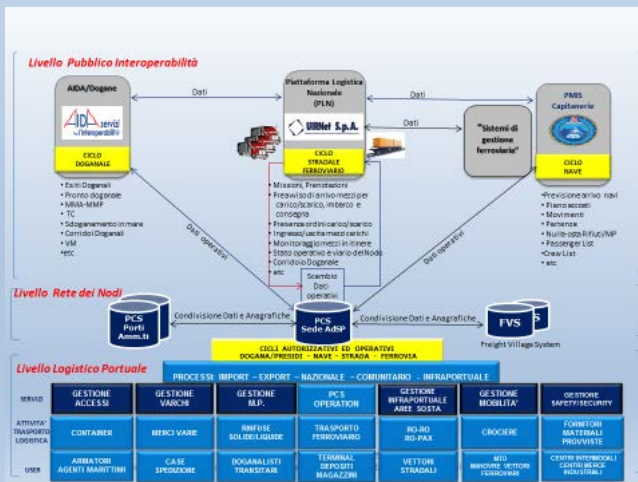 Livello Pubblico Interoperabilità
AIDA/Dogane
AIDA servizi
per l'interoperabilità
CICLO
DOGANALE
Dati
Piattaforma Logistica
Nazionale
(PLN)
UIRNet S.p.A.
CICLO
STRADALE
FERROVIARIO
Dati
Dati
"Sistemi di
gestione
ferroviaria"
PMIS
Capitanerie
CICLO
NAVE
• Esiti Doganali
• Pronto doganale
• MMA-MMP
• TC
• Sdoganamento in mare
• Corridoi Doganali
• VM
• etc
Dati operativi
• Missioni, Prenotazioni
• Preavviso di arrivo mezzi per
carico/scarico, imbarco e
consegna
• Presenza ordini carico/scarico
• Ingresso/uscita mezzi carichi
• Monitoraggio mezzi in itinere
• Stato operativo e viario del Nodo
• Corridoio Doganale
• etc
Scambio
Dati
operativi
Dati operativi
• Previsione arrivo navi
• Piano accosti
• Movimenti
• Partenze
• Nulla-osta Rifiuti/MP
• Passenger List
• Crew List
• etc
Livello Rete dei Nodi
PCS
Porti
Amm.ti
Condivisione Dati e Anagrafiche
PCS
Sede AdSP
Condivisione Dati e Anagrafiche
FVS
Freight Village System
CICLI AUTORIZZATIVI ED OPERATIVI
DOGANA/PRESIDI - NAVE - STRADA - FERROVIA
Livello Logistico Portuale
PROCESSI: IMPORT – EXPORT – NAZIONALE – COMUNITARIO - INFRAPORTUALE
SERVIZI
GESTIONE
ACCESSI
GESTIONE
VARCHI
GESTIONE
M.P.
PCS
OPERATION
GESTIONE
INFRAPORTUALE
AREE SOSTA
GESTIONE
MOBILITA'
GESTIONE
SAFETY/SECURITY
ATTIVITA'
TRASPORTO
LOGISTICA
CONTAINER
MERCI VARIE
RINFUSE
SOLIDE/LIQUIDE
TRASPORTO
FERROVIARIO
RO-RO
RO-PAX
CROCIERE
FORNITORI
MATERIALI
PROVVISTE
USER
ARMATORI
AGENTI MARITTIMI
CASE
SPEDIZIONE
DOGANALISTI
TRANSITARI
TERMINAL
DEPOSITI
MAGAZZINI
VETTORI
STRADALI
MTO
MANOVRE VETTORI
FERROVIARI
CENTRI INTERMODALI
CENTRI MERCE
INDUSTRIALI